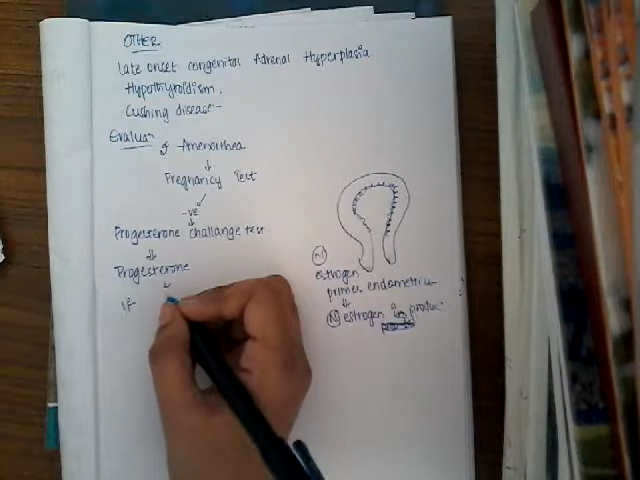 OTHER
Late onset congenital Adrenal Hyperplasia
Hypothyroidism.
Cushing disease-
Evaluan of Amenorrhea
Pregnancy Test
-ve
Progesterone challange test
Progesterone
If
(N)
estrogen
primes endometrium
(N) estrogen is produc